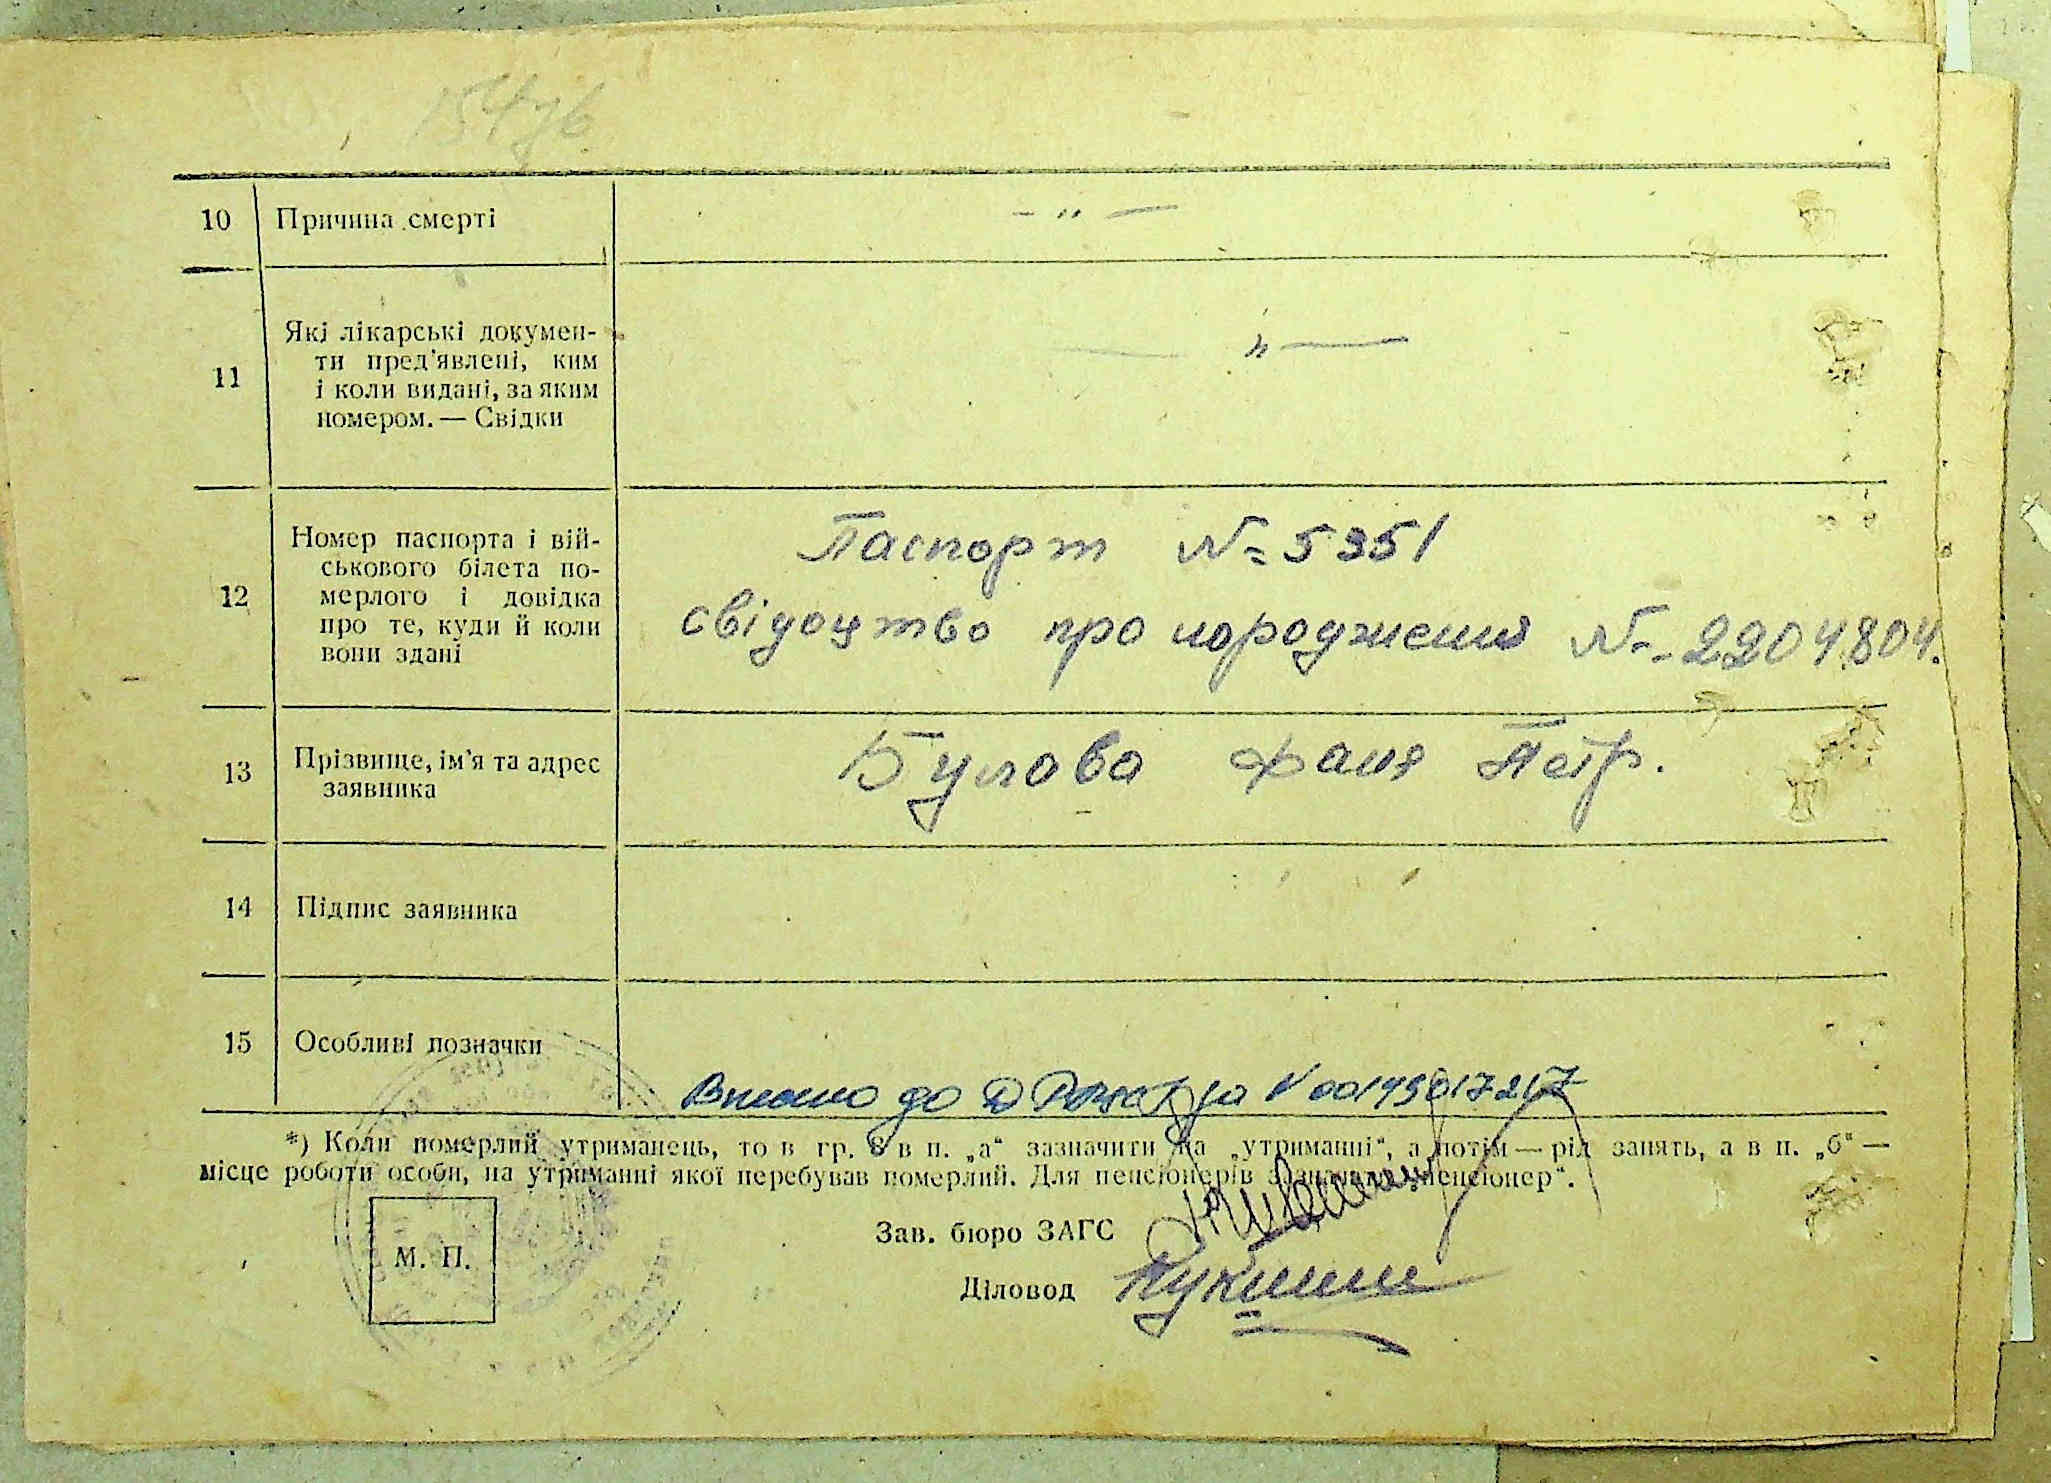 10 Причина смерті - " -
11 Які лікарські докумен-
ти пред'явлені, ким
і коли видані, за яким
номером. — Свідки
— " —
12 Номер паспорта і вій-
ськового білета по-
мерлого і довідка
про те, куди й коли
вони здані
Паспорт № 5351
свідоцтво про народження № 2204804.
13 Прізвище, ім'я та адрес
заявника
Булова Фаня Петр.
14 Підпис заявника
15 Особливі позначки
Внесено до Д Реєстру за №
*) Коли померлий утриманець, то в гр. 8 в п. „а“ зазначити на „утриманні“, а потім — рід занять, а в п. „б“ —
місце роботи особи, на утриманні якої перебував померлий. Для пенсіонерів зазначати „пенсіонер“.
Зав. бюро ЗАГС
М. П.
Діловод